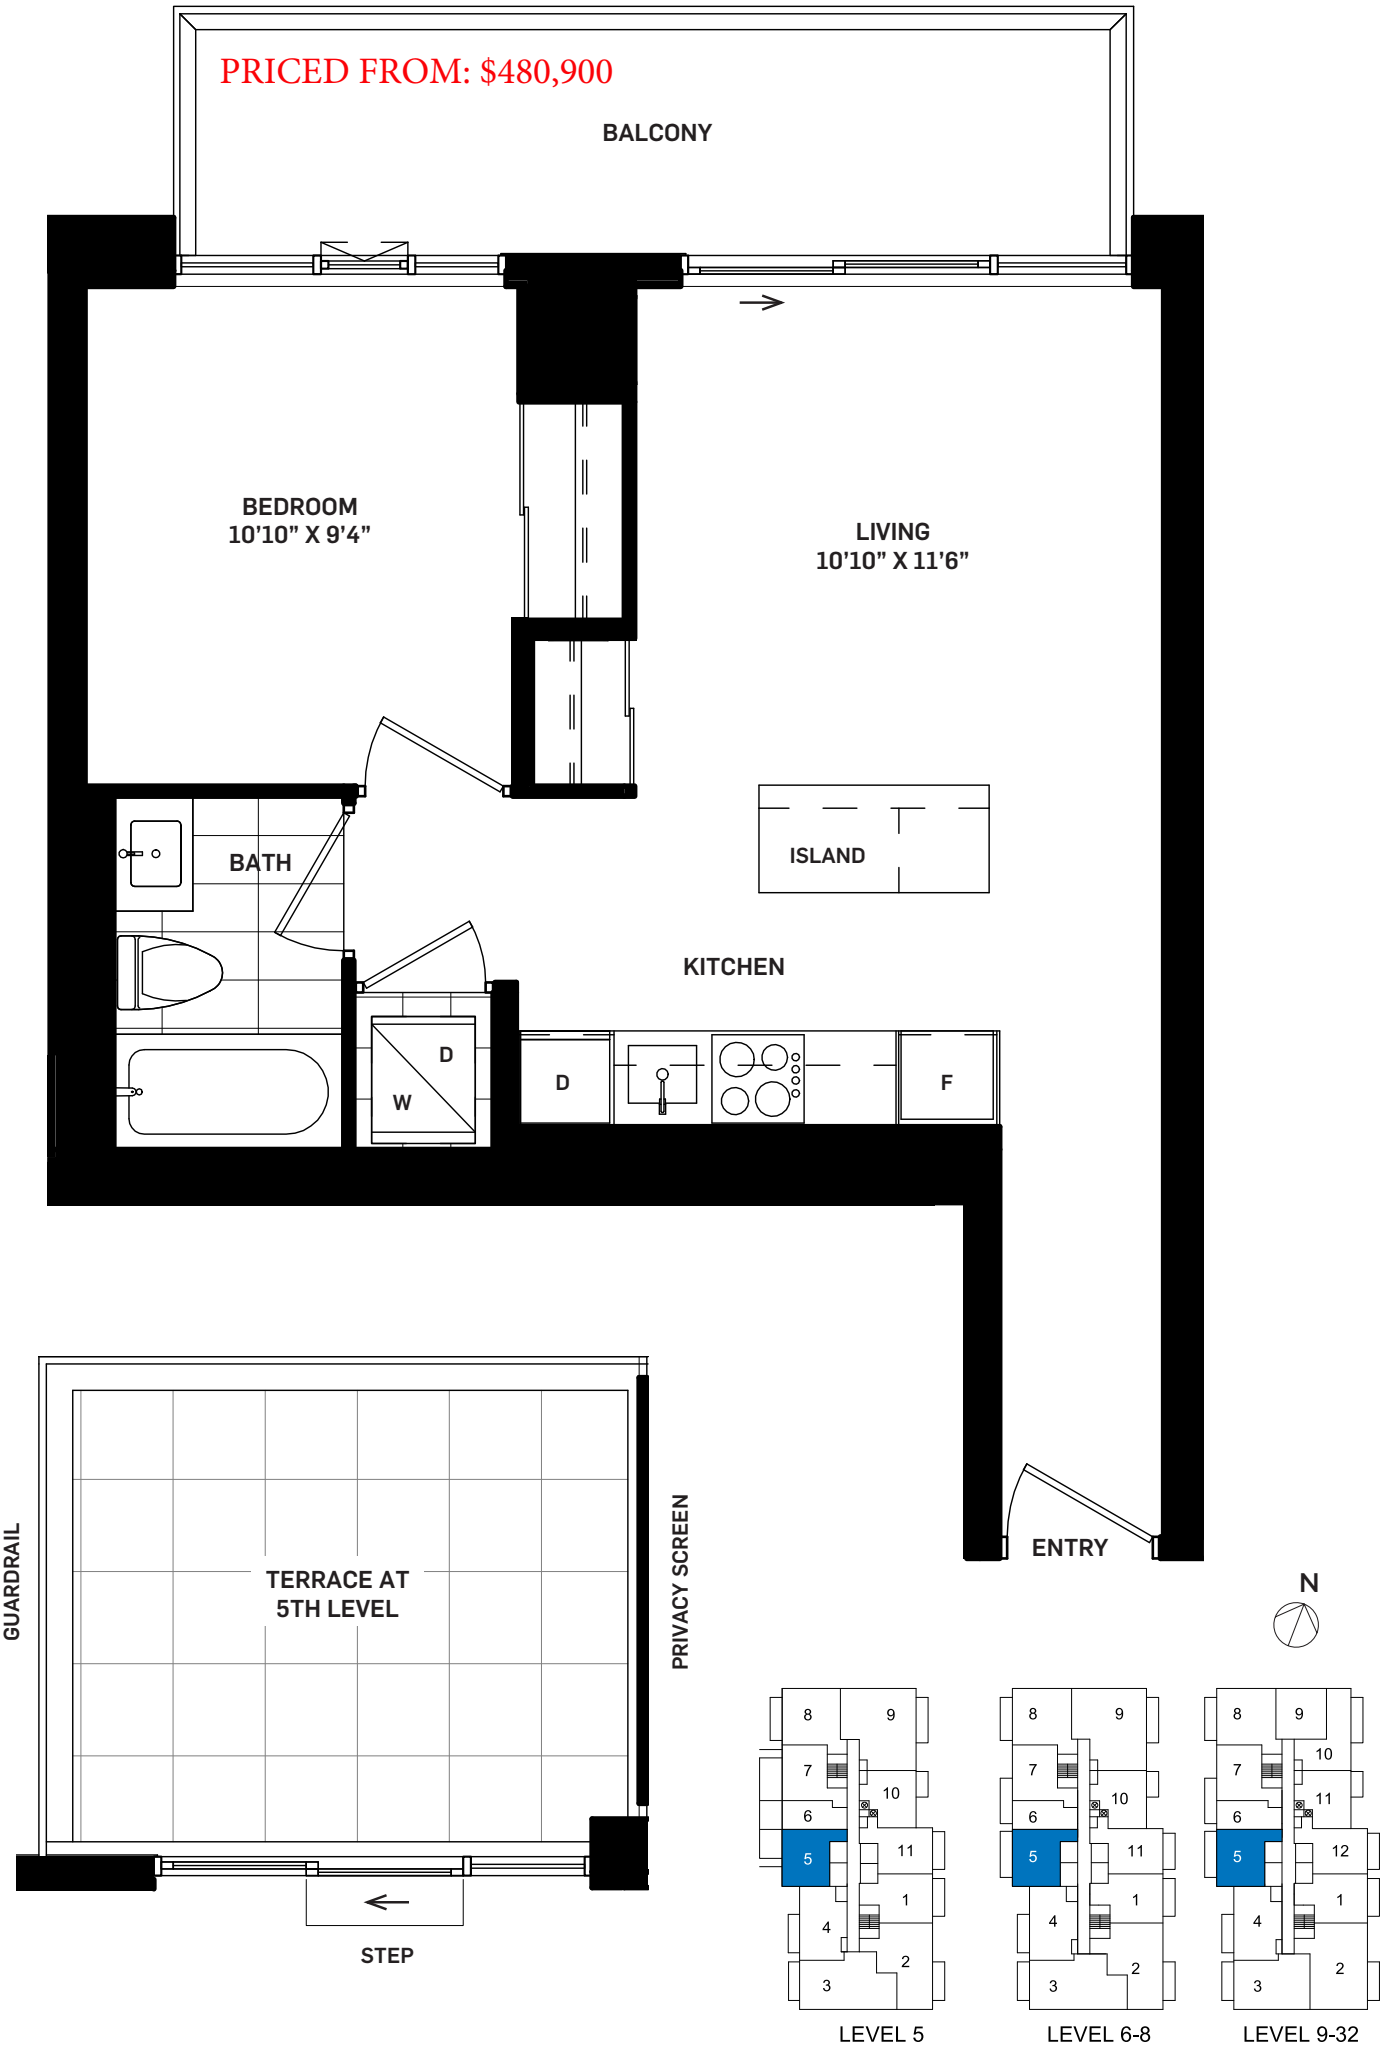 PRICED FROM: $480,900
BALCONY
BEDROOM
10'10" X 9'4"
LIVING
10'10" X 11'6"
BATH
ISLAND
KITCHEN
D
W
D
F
ENTRY
GUARDRAIL
TERRACE AT
5TH LEVEL
PRIVACY SCREEN
STEP
N
8 9
7
10
6
11
5
1
4
2
3
LEVEL 5
8 9
7
10
6
11
5
1
4
2
3
LEVEL 6-8
8 9
10
7
11
6
12
5
1
4
2
3
LEVEL 9-32